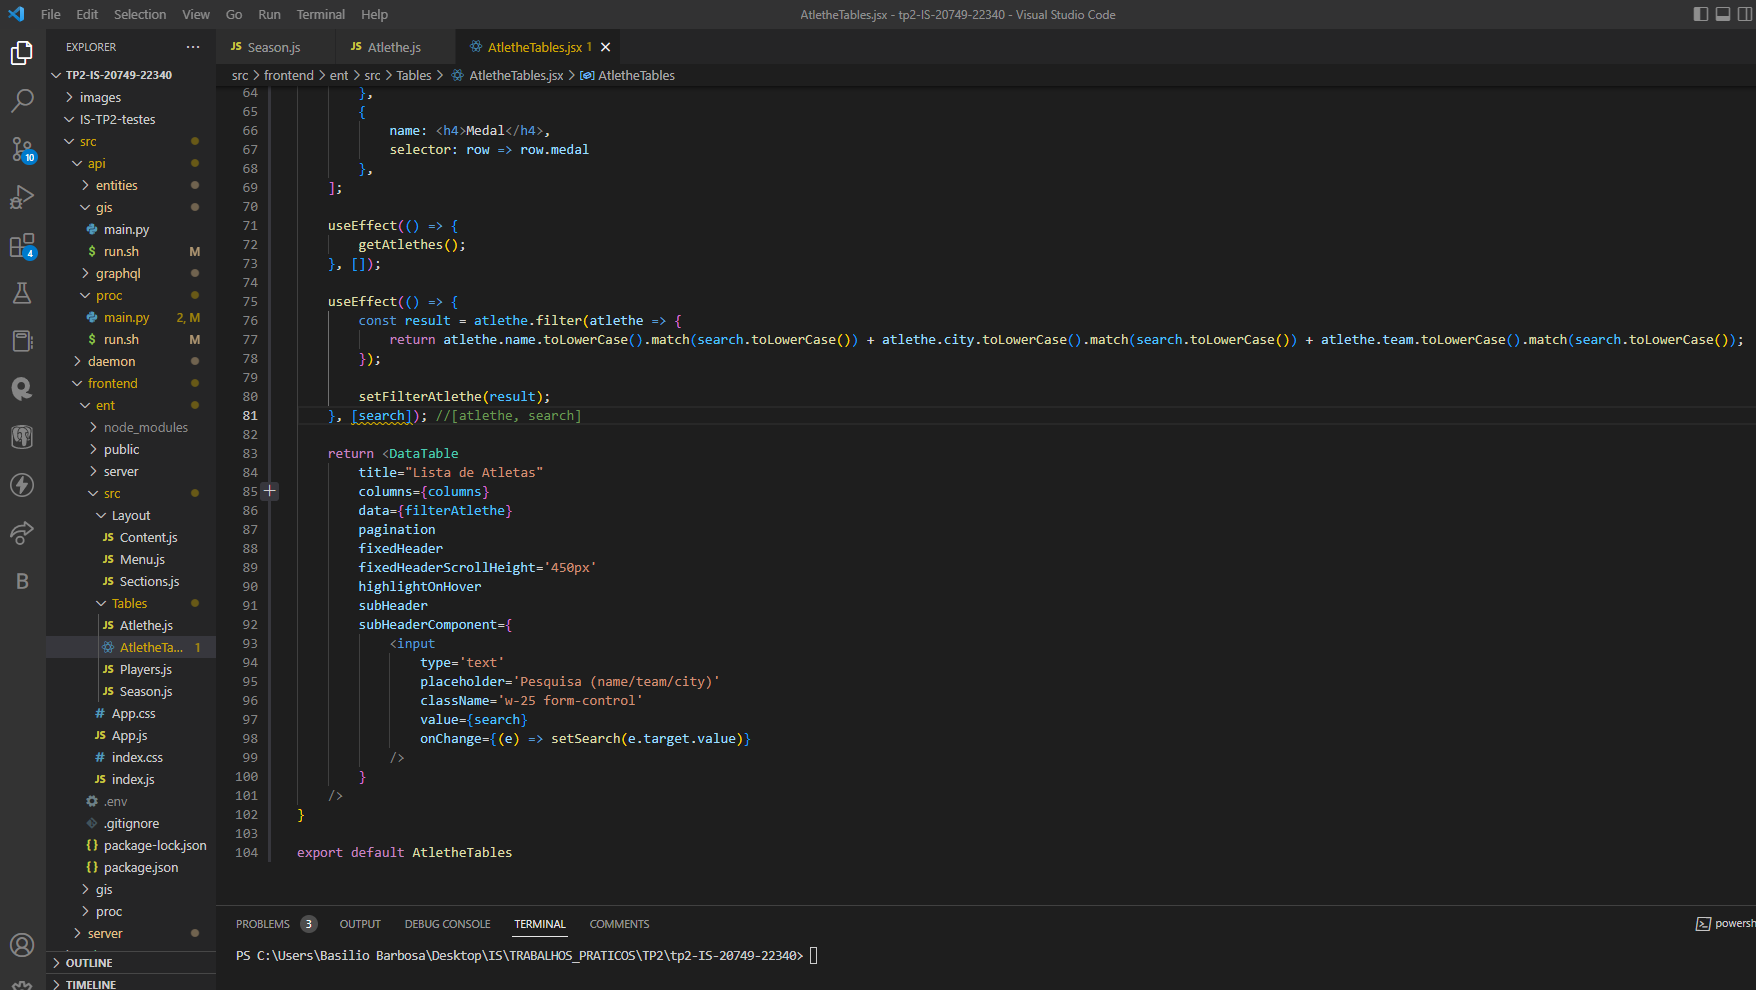 File Edit Selection View Go Run Terminal Help
AtletheTables.jsx - tp2-IS-20749-22340 - Visual Studio Code
EXPLORER ...
JS Season.js
JS Atlethe.js
AtletheTables.jsx 1
src > frontend > ent > src > Tables > AtletheTables.jsx > AtletheTables
TP2-IS-20749-22340
images
IS-TP2-testes
src
api
entities
gis
main.py
$ run.sh M
graphql
proc
main.py 2, M
$ run.sh M
daemon
frontend
ent
node_modules
public
server
src
Layout
JS Content.js
JS Menu.js
JS Sections.js
Tables
JS Atlethe.js
AtletheTa... 1
JS Players.js
JS Season.js
# App.css
JS App.js
# index.css
JS index.js
.env
.gitignore
{} package-lock.json
{} package.json
gis
proc
server
OUTLINE
TIMELINE
10
4
B
64 },
65 {
66 name: <h4>Medal</h4>,
67 selector: row => row.medal
68 },
69 ];
70
71 useEffect(() => {
72 getAtlethes();
73 }, []);
74
75 useEffect(() => {
76 const result = atlethe.filter(atlethe => {
77 return atlethe.name.toLowerCase().match(search.toLowerCase()) + atlethe.city.toLowerCase().match(search.toLowerCase()) + atlethe.team.toLowerCase().match(search.toLowerCase());
78 });
79
80 setFilterAtlethe(result);
81 }, [search]); //[atlethe, search]
82
83 return <DataTable
84 title="Lista de Atletas"
85 columns={columns}
86 data={filterAtlethe}
87 pagination
88 fixedHeader
89 fixedHeaderScrollHeight='450px'
90 highlightOnHover
91 subHeader
92 subHeaderComponent={
93 <input
94 type='text'
95 placeholder='Pesquisa (name/team/city)'
96 className='w-25 form-control'
97 value={search}
98 onChange={(e) => setSearch(e.target.value)}
99 />
100 }
101 />
102 }
103
104 export default AtletheTables
PROBLEMS 3 OUTPUT DEBUG CONSOLE TERMINAL COMMENTS
powersh
PS C:\Users\Basilio Barbosa\Desktop\IS\TRABALHOS_PRATICOS\TP2\tp2-IS-20749-22340>